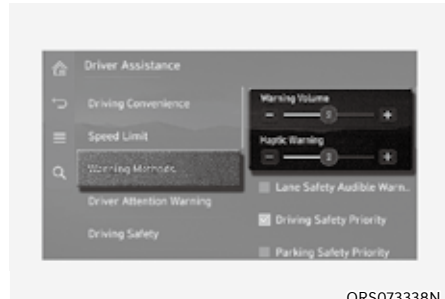 Driver Assistance
Driving Convenience
Speed Limit
Warning Methods
Driver Attention Warning
Driving Safety
Warning Volume
Haptic Warning
Lane Safety Audible Warn..
Driving Safety Priority
Parking Safety Priority
ORS073338N